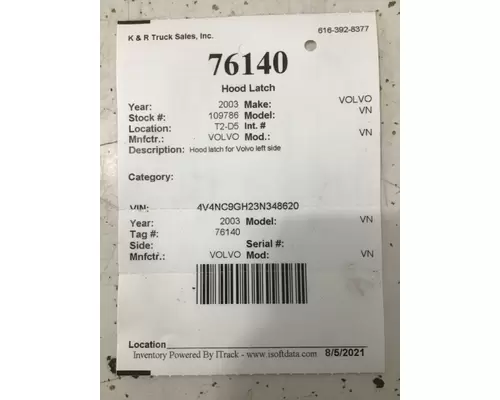 K & R Truck Sales, Inc. 616-392-8377
76140
Hood Latch
Year: 2003 Make: VOLVO
Stock #: 109786 Model: VN
Location: T2-D5 Int. #
Mnfctr.: VOLVO Mod.: VN
Description: Hood latch for Volvo left side
Category:
VIN: 4V4NC9GH23N348620
Year: 2003 Model: VN
Tag #: 76140
Side: Serial #:
Mnfctr.: VOLVO Mod: VN
Location
Inventory Powered By ITrack - www.isoftdata.com 8/5/2021